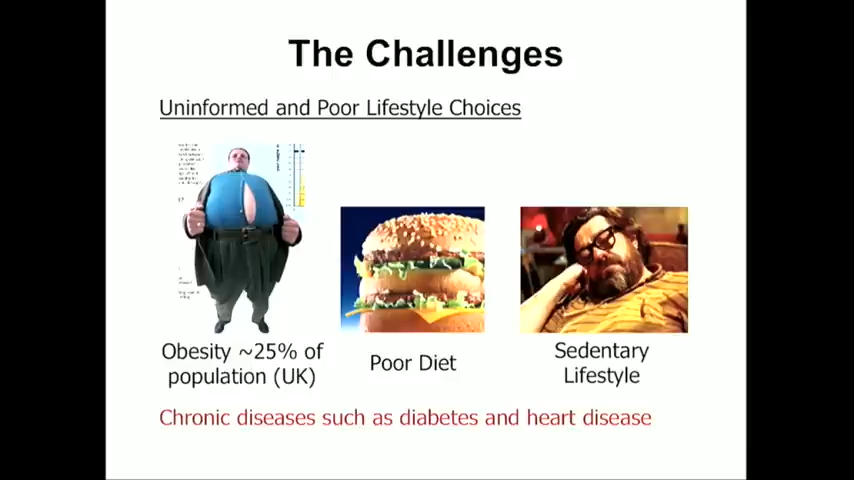 The Challenges
Uninformed and Poor Lifestyle Choices
Obesity ~25% of
population (UK)
Poor Diet
Sedentary
Lifestyle
Chronic diseases such as diabetes and heart disease